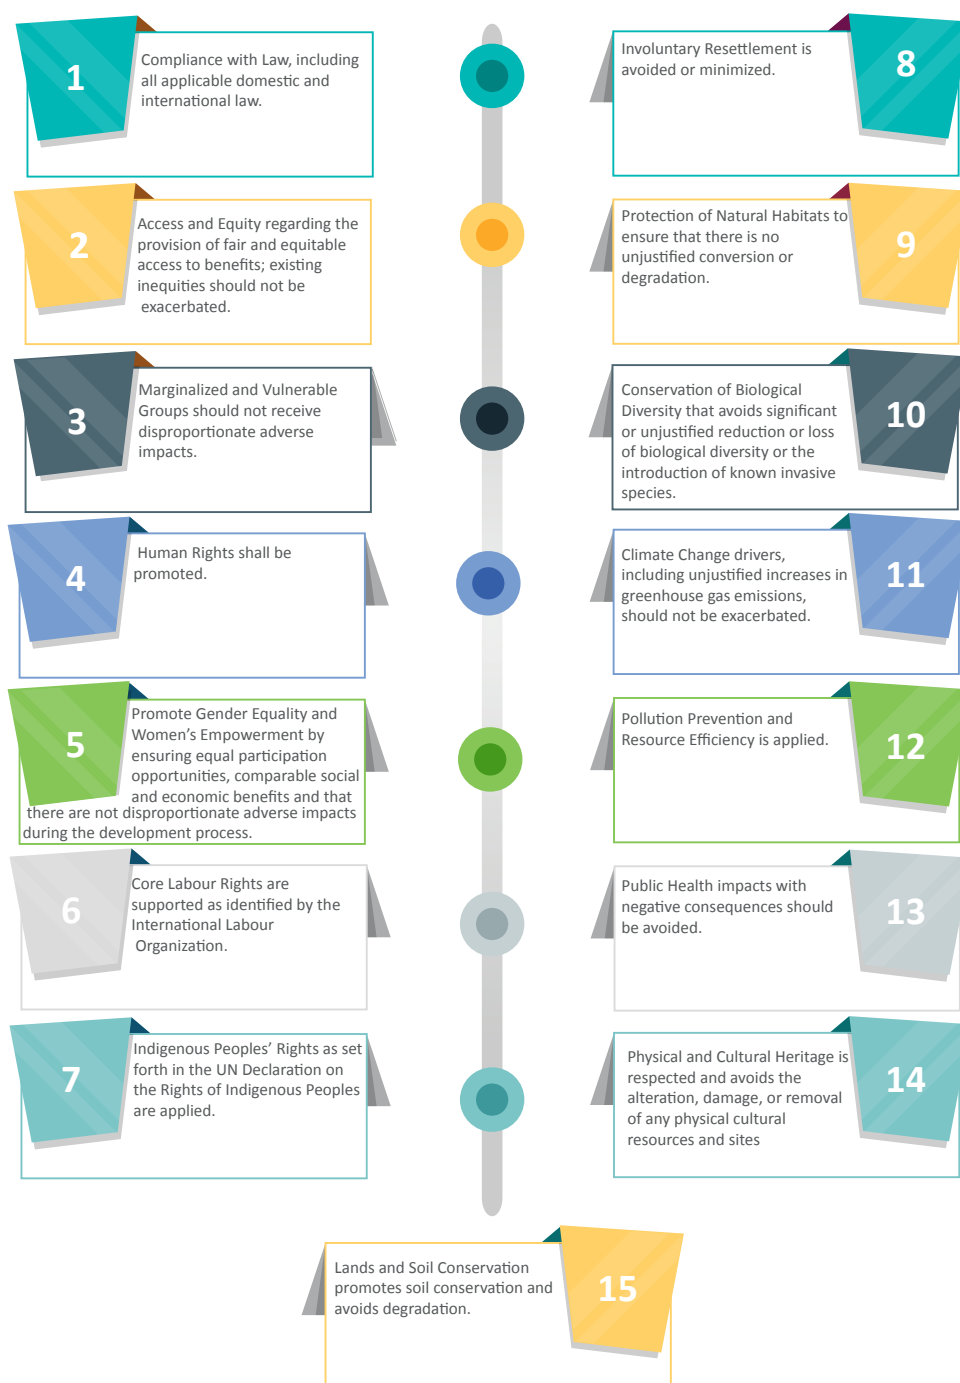 1
Compliance with Law, including
all applicable domestic and
international law.
2
Access and Equity regarding the
provision of fair and equitable
access to benefits; existing
inequities should not be
exacerbated.
3
Marginalized and Vulnerable
Groups should not receive
disproportionate adverse
impacts.
4
Human Rights shall be
promoted.
5
Promote Gender Equality and
Women’s Empowerment by
ensuring equal participation
opportunities, comparable social
and economic benefits and that
there are not disproportionate adverse impacts
during the development process.
6
Core Labour Rights are
supported as identified by the
International Labour
Organization.
7
Indigenous Peoples’ Rights as set
forth in the UN Declaration on
the Rights of Indigenous Peoples
are applied.
8
Involuntary Resettlement is
avoided or minimized.
9
Protection of Natural Habitats to
ensure that there is no
unjustified conversion or
degradation.
10
Conservation of Biological
Diversity that avoids significant
or unjustified reduction or loss
of biological diversity or the
introduction of known invasive
species.
11
Climate Change drivers,
including unjustified increases in
greenhouse gas emissions,
should not be exacerbated.
12
Pollution Prevention and
Resource Efficiency is applied.
13
Public Health impacts with
negative consequences should
be avoided.
14
Physical and Cultural Heritage is
respected and avoids the
alteration, damage, or removal
of any physical cultural
resources and sites
15
Lands and Soil Conservation
promotes soil conservation and
avoids degradation.